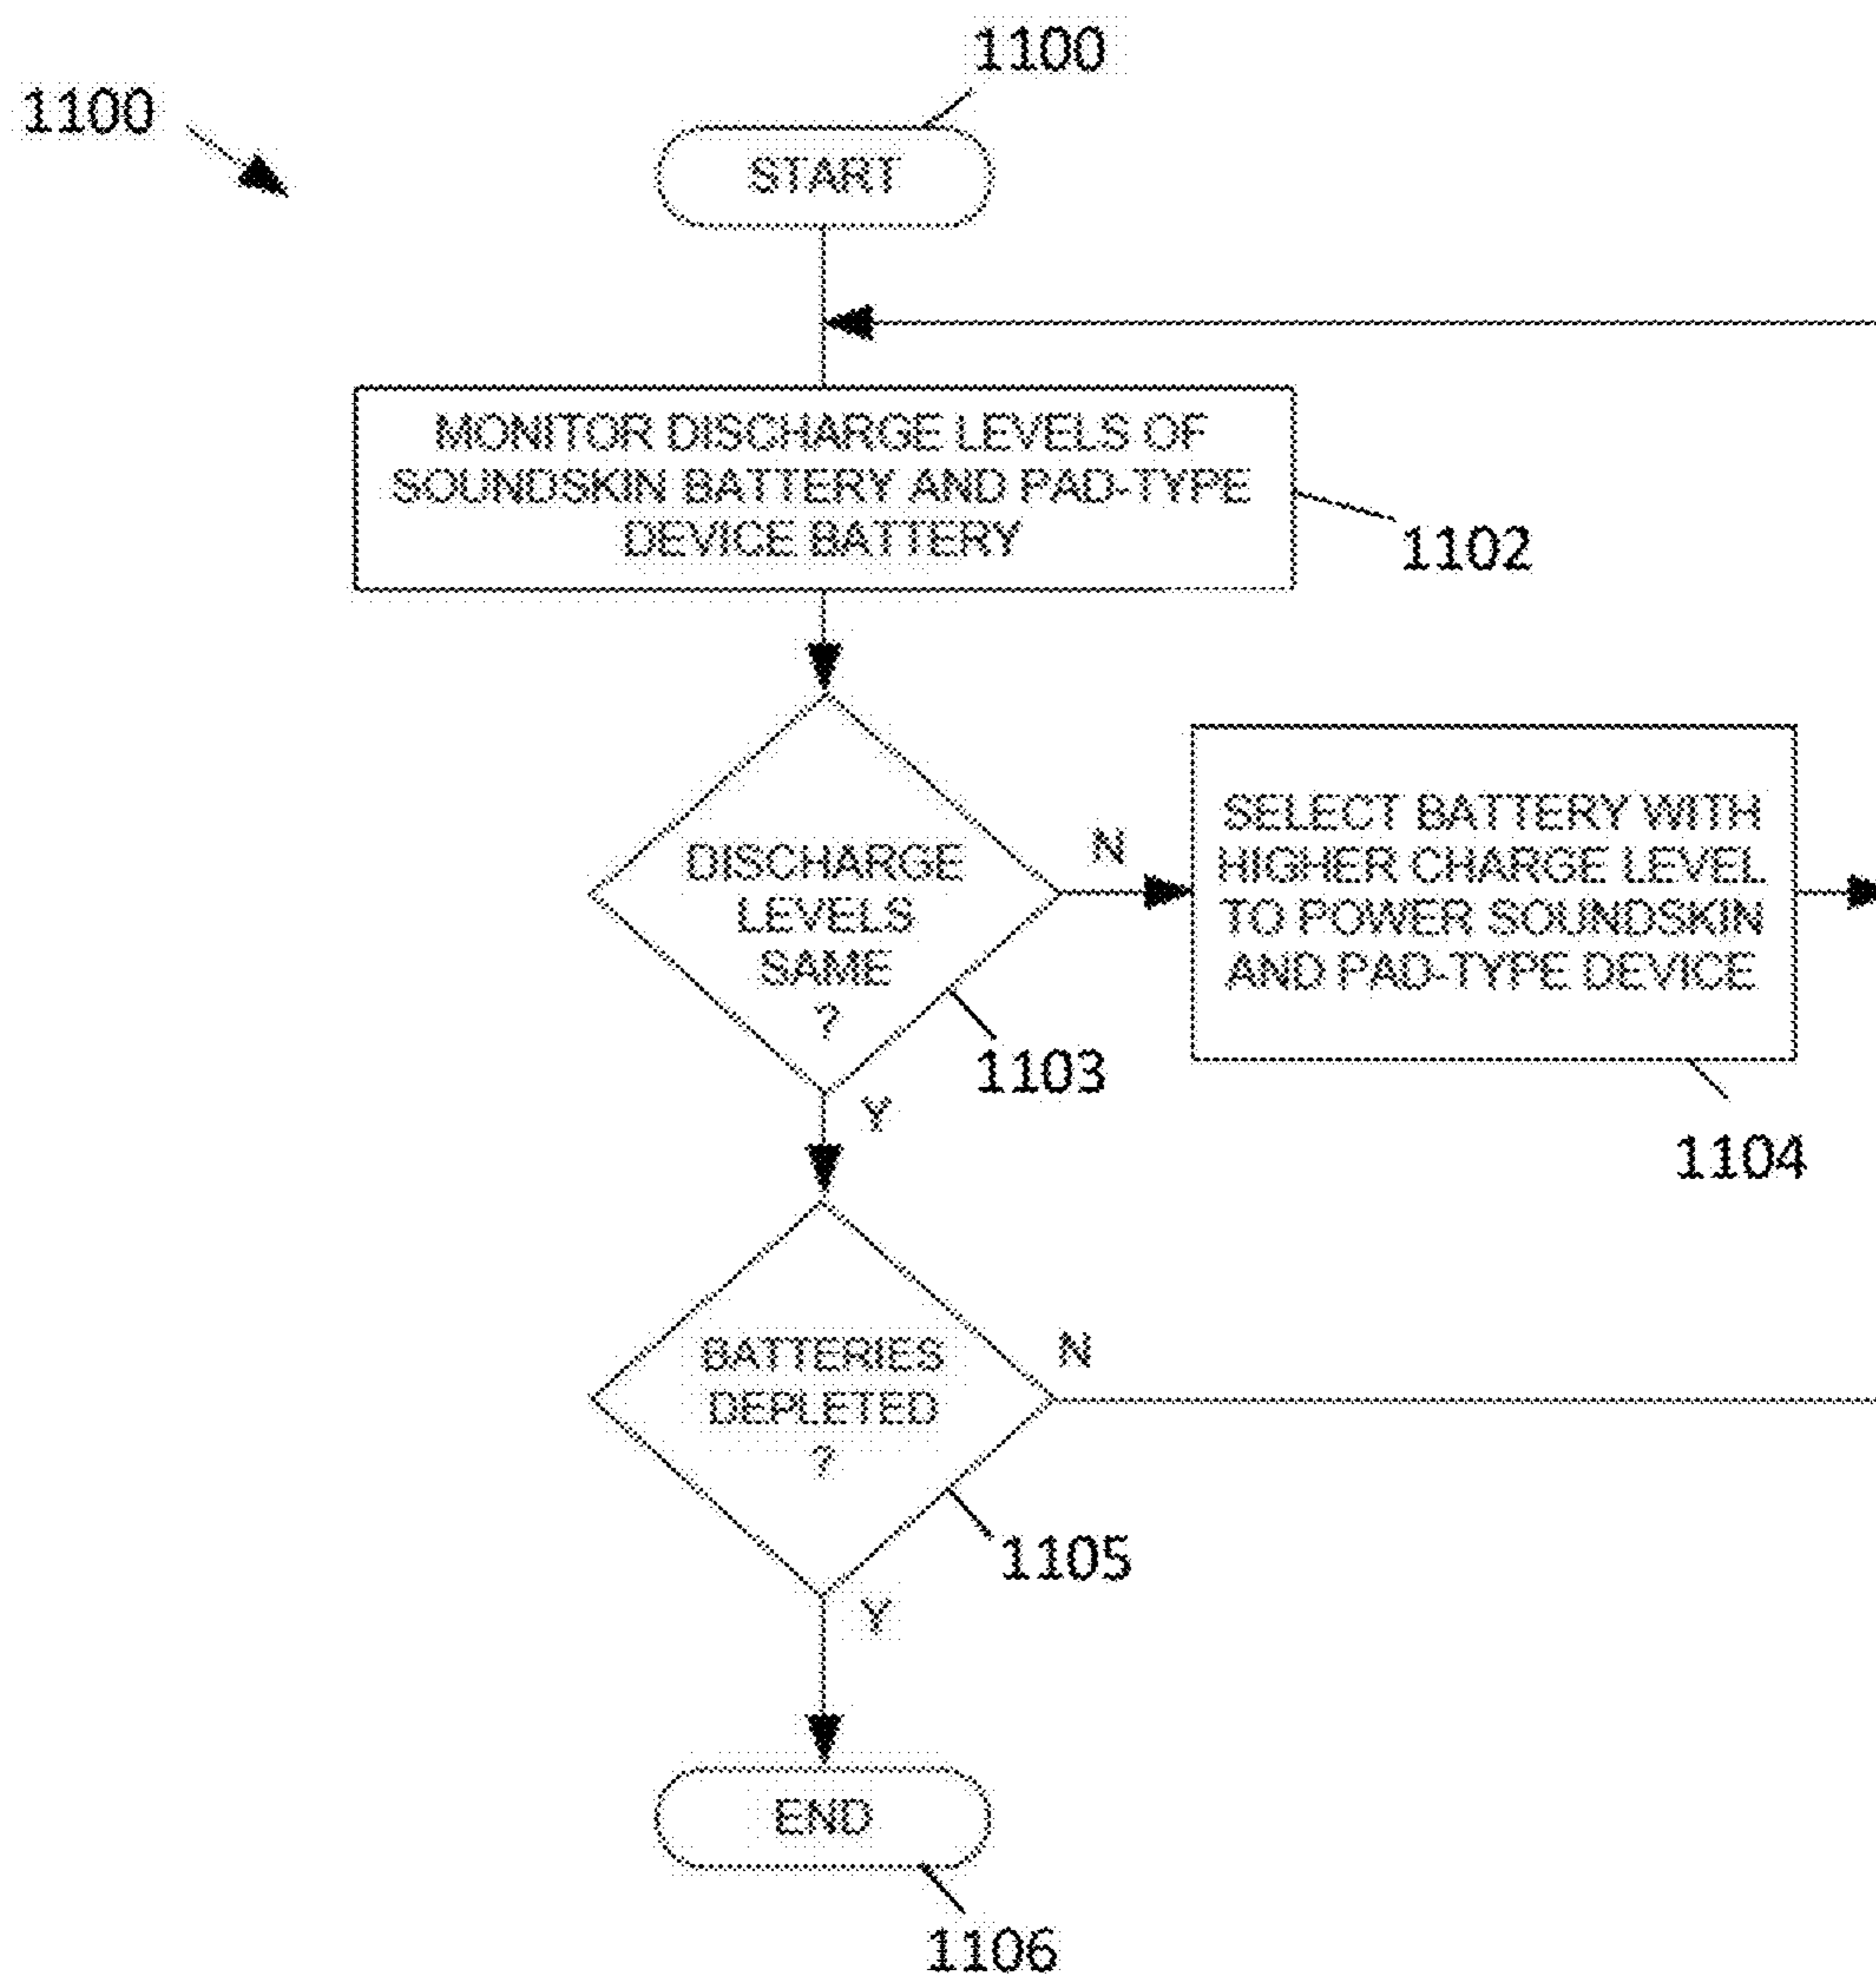 1100
1100
START
MONITOR DISCHARGE LEVELS OF
SOUNDSKIN BATTERY AND PAD-TYPE
DEVICE BATTERY
1102
DISCHARGE
LEVELS
SAME
?
N
1103
Y
SELECT BATTERY WITH
HIGHER CHARGE LEVEL
TO POWER SOUNDSKIN
AND PAD-TYPE DEVICE
1104
BATTERIES
DEPLETED
?
N
1105
Y
END
1106